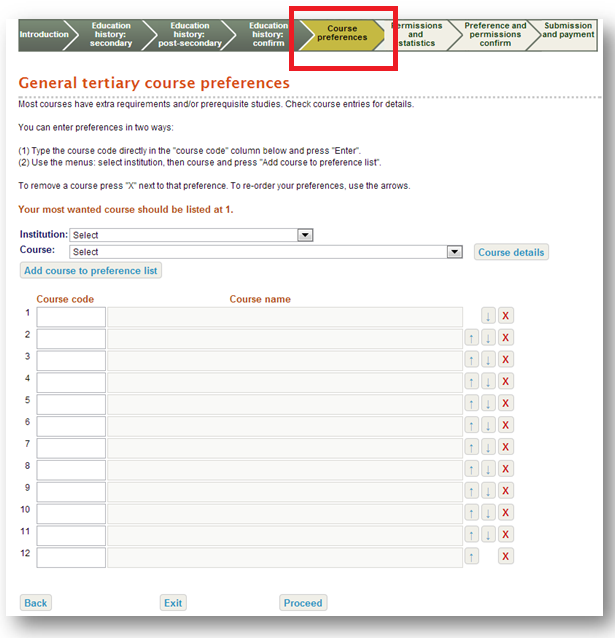 Introduction
Education
history:
secondary
Education
history:
post-secondary
Education
history:
confirm
Course
preferences
Permissions
and
statistics
Preference and
permissions
confirm
Submission
and payment
General tertiary course preferences
Most courses have extra requirements and/or prerequisite studies. Check course entries for details.
You can enter preferences in two ways:
(1) Type the course code directly in the "course code" column below and press "Enter".
(2) Use the menus: select institution, then course and press "Add course to preference list".
To remove a course press "X" next to that preference. To re-order your preferences, use the arrows.
Your most wanted course should be listed at 1.
Institution: Select
Course: Select Course details
Add course to preference list
Course code Course name
1 ↓ X
2 ↑ ↓ X
3 ↑ ↓ X
4 ↑ ↓ X
5 ↑ ↓ X
6 ↑ ↓ X
7 ↑ ↓ X
8 ↑ ↓ X
9 ↑ ↓ X
10 ↑ ↓ X
11 ↑ ↓ X
12 ↑ X
Back Exit Proceed